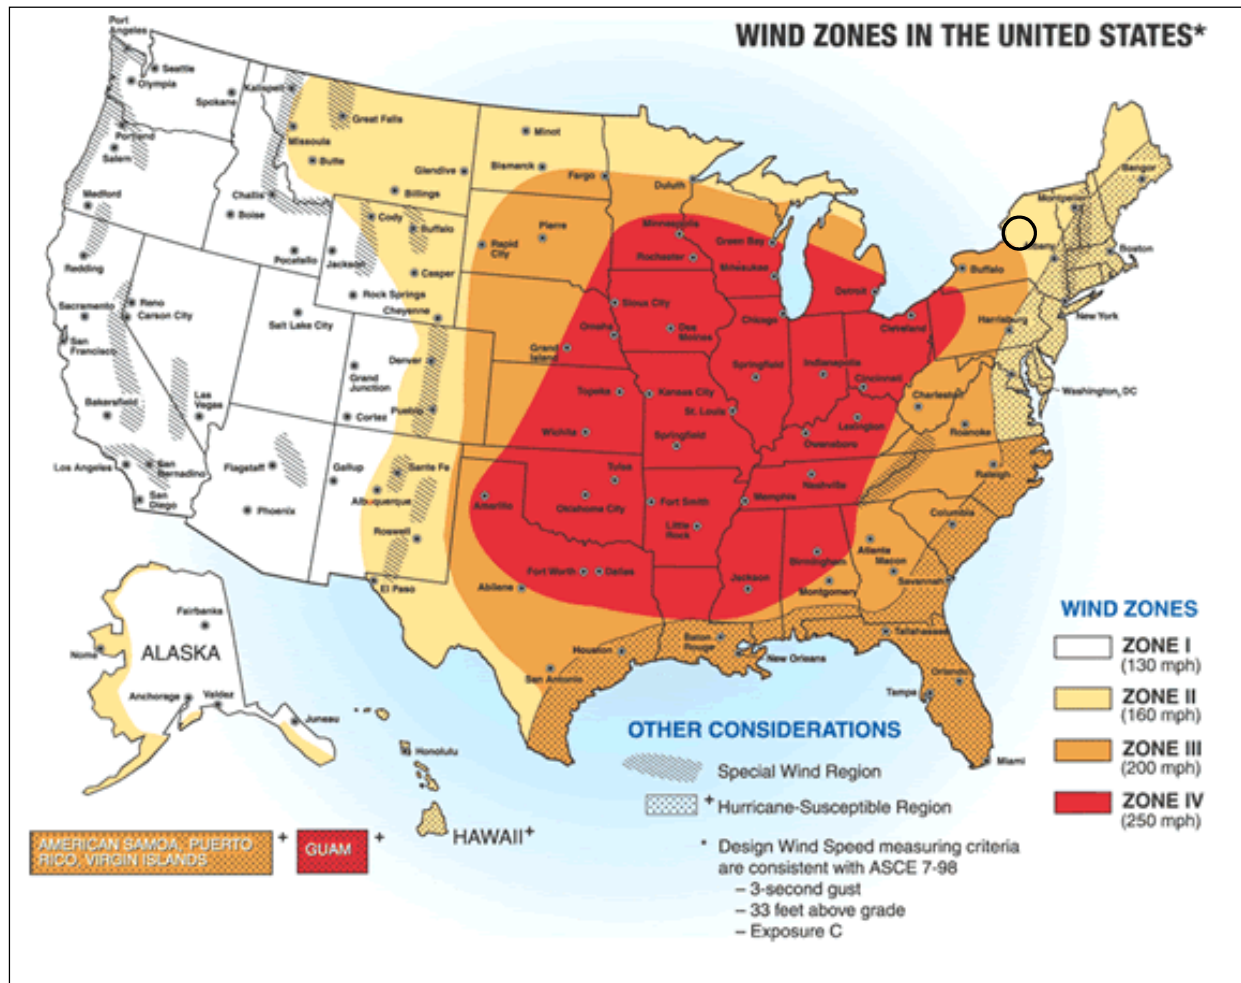 WIND ZONES IN THE UNITED STATES*
Port
Angeles
Seattle
Olympia
Spokane
Kalispell
Great Falls
Missoula
Butte
Glendive
Billings
Minot
Bismarck
Fargo
Duluth
Portland
Salem
Medford
Challis
Boise
Pocatello
Cody
Buffalo
Jackson
Casper
Rock Springs
Cheyenne
Pierre
Rapid
City
Minneapolis
Rochester
Green Bay
Milwaukee
Bangor
Montpelier
Albany
Boston
Buffalo
Detroit
Redding
Sacramento
Reno
Carson City
San
Francisco
Salt Lake City
Sioux City
Omaha
Des
Moines
Chicago
Cleveland
Harrisburg
New York
Grand
Island
Denver
Grand
Junction
Pueblo
Cortez
Springfield
Indianapolis
Cincinnati
Washington, DC
Charleston
Bakersfield
Las
Vegas
Topeka
Kansas City
St. Louis
Lexington
Roanoke
Owensboro
Wichita
Springfield
Los Angeles
San
Bernadino
San
Diego
Flagstaff
Gallup
Sante Fe
Albuquerque
Phoenix
Roswell
Amarillo
Tulsa
Oklahoma City
Fort Smith
Little
Rock
Memphis
Nashville
Raleigh
Columbia
Atlanta
Macon
Birmingham
Savannah
El Paso
Abilene
Fort Worth
Dallas
Jackson
Montgomery
Tallahassee
Houston
San Antonio
Baton
Rouge
New Orleans
Orlando
Tampa
Miami
Fairbanks
Nome
ALASKA
Anchorage
Valdez
Juneau
Honolulu
HAWAII+
AMERICAN SAMOA, PUERTO
RICO, VIRGIN ISLANDS
+
GUAM
+
OTHER CONSIDERATIONS
Special Wind Region
+ Hurricane-Susceptible Region
* Design Wind Speed measuring criteria
are consistent with ASCE 7-98
– 3-second gust
– 33 feet above grade
– Exposure C
WIND ZONES
ZONE I
(130 mph)
ZONE II
(160 mph)
ZONE III
(200 mph)
ZONE IV
(250 mph)